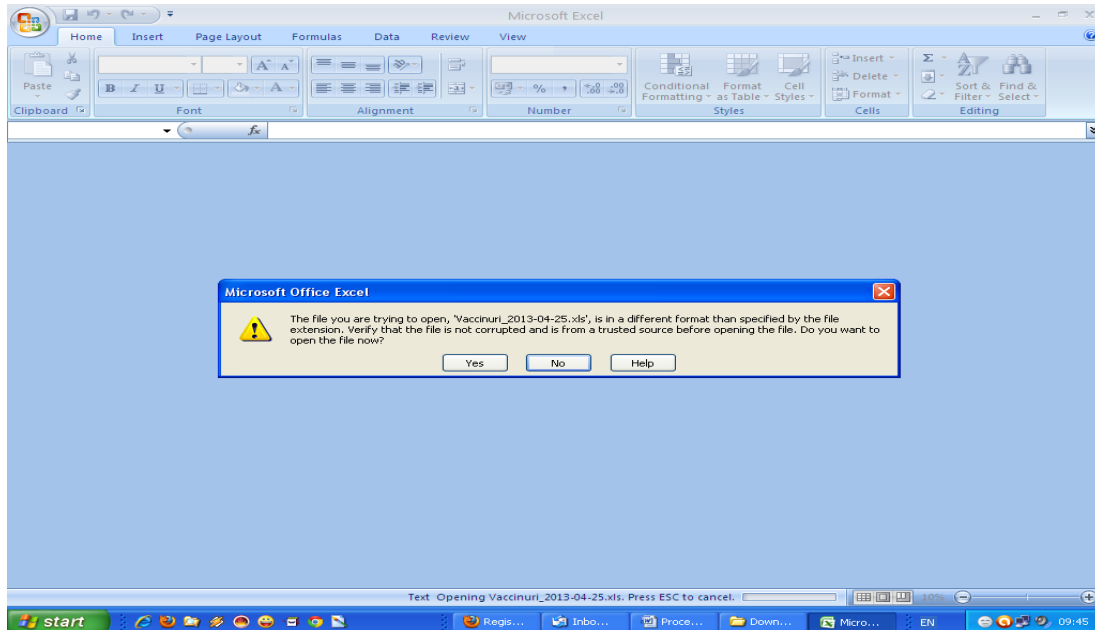 Microsoft Excel
Home Insert Page Layout Formulas Data Review View
Paste
B I U A A A
%
Conditional Formatting
Format as Table
Cell Styles
Insert
Delete
Format
Σ
Sort & Filter
Find & Select
Clipboard Font Alignment Number Styles Cells Editing
fx
Microsoft Office Excel
The file you are trying to open, 'Vaccinuri_2013-04-25.xls', is in a different format than specified by the file
extension. Verify that the file is not corrupted and is from a trusted source before opening the file. Do you want to
open the file now?
Yes No Help
Text Opening Vaccinuri_2013-04-25.xls. Press ESC to cancel. 10%
start Regis... Inbo... Proce... Down... Micro... EN 09:45